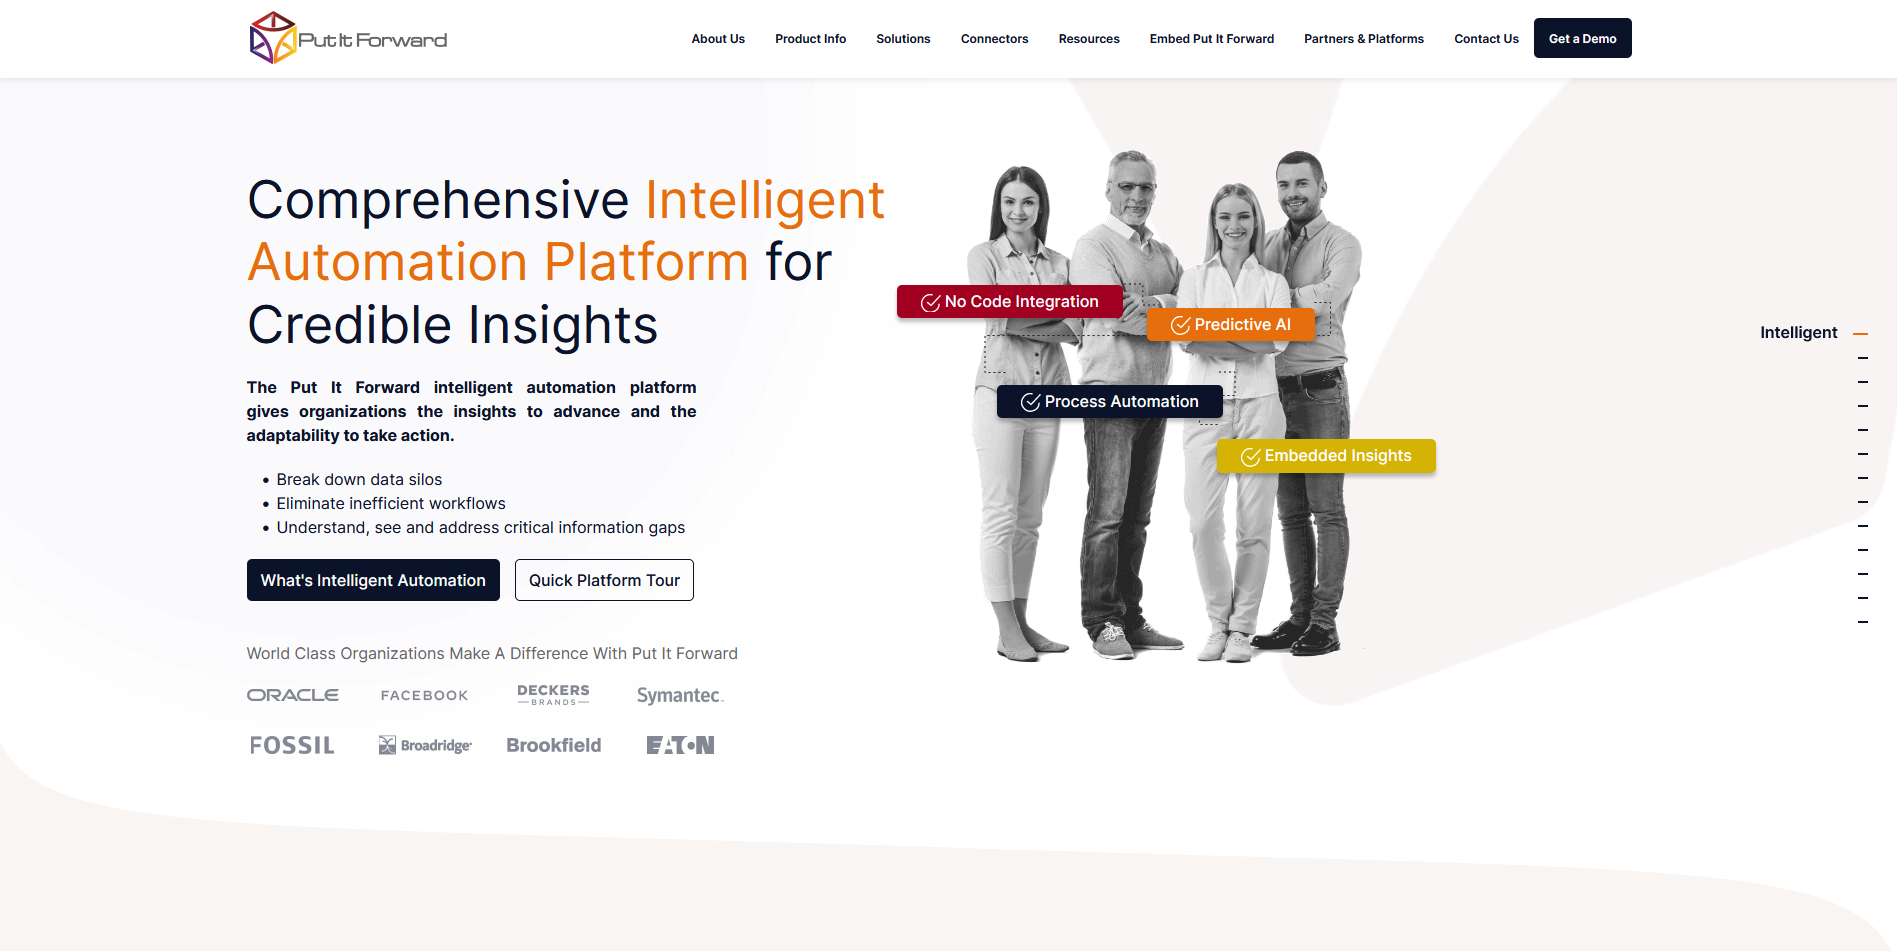 Put It Forward
About Us
Product Info
Solutions
Connectors
Resources
Embed Put It Forward
Partners & Platforms
Contact Us
Get a Demo
Comprehensive Intelligent
Automation Platform for
Credible Insights
The Put It Forward intelligent automation platform
gives organizations the insights to advance and the
adaptability to take action.
• Break down data silos
• Eliminate inefficient workflows
• Understand, see and address critical information gaps
What's Intelligent Automation
Quick Platform Tour
World Class Organizations Make A Difference With Put It Forward
ORACLE
FACEBOOK
DECKERS
BRANDS
Symantec.
FOSSIL
Broadridge
Brookfield
EATON
No Code Integration
Predictive AI
Process Automation
Embedded Insights
Intelligent